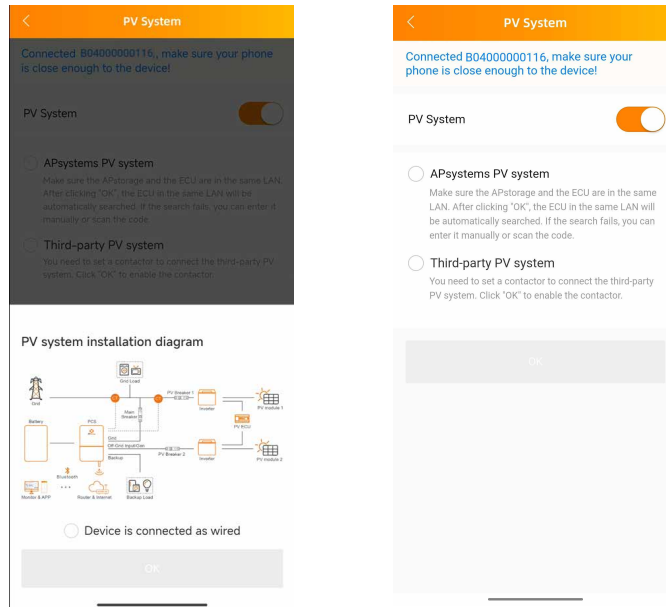 PV System
Connected B04000000116,, make sure your phone
is close enough to the device!
PV System
APsystems PV system
Make sure the APstorage and the ECU are in the same LAN.
After clicking "OK", the ECU in the same LAN will be
automatically searched. If the search fails, you can enter it
manually or scan the code.
Third-party PV system
You need to set a contactor to connect the third-party PV
system. Click "OK" to enable the contactor.
PV system installation diagram
Grid Load
Grid
Main
Breaker
PV Breaker 1
Inverter
PV module 1
Battery
PCS
PV ECU
Grid
Off-Grid Input/Gen
Backup
PV Breaker 2
Inverter
PV module 2
Bluetooth
Monitor & APP
Router & Internet
Backup Load
Device is connected as wired
OK
PV System
Connected B04000000116, make sure your
phone is close enough to the device!
PV System
APsystems PV system
Make sure the APstorage and the ECU are in the same
LAN. After clicking "OK", the ECU in the same LAN will
be automatically searched. If the search fails, you can
enter it manually or scan the code.
Third-party PV system
You need to set a contactor to connect the third-party
PV system. Click "OK" to enable the contactor.
OK